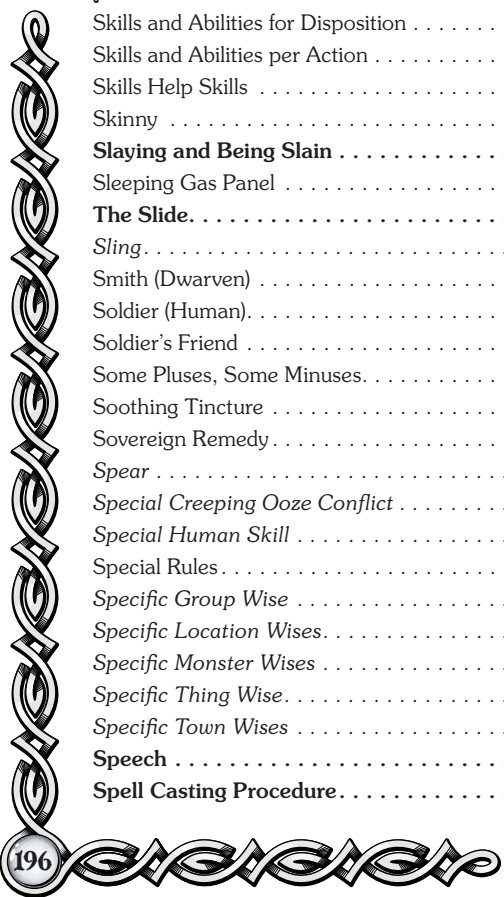 Skills and Abilities for Disposition . . . . . . .
Skills and Abilities per Action . . . . . . . . . .
Skills Help Skills . . . . . . . . . . . . . . . . . . . .
Skinny . . . . . . . . . . . . . . . . . . . . . . . . . . . .
Slaying and Being Slain . . . . . . . . . . . . .
Sleeping Gas Panel . . . . . . . . . . . . . . . . . .
The Slide. . . . . . . . . . . . . . . . . . . . . . . . . .
Sling. . . . . . . . . . . . . . . . . . . . . . . . . . . . . . .
Smith (Dwarven) . . . . . . . . . . . . . . . . . . . .
Soldier (Human). . . . . . . . . . . . . . . . . . . . .
Soldier’s Friend . . . . . . . . . . . . . . . . . . . . .
Some Pluses, Some Minuses. . . . . . . . . . .
Soothing Tincture . . . . . . . . . . . . . . . . . . .
Sovereign Remedy . . . . . . . . . . . . . . . . . . .
Spear . . . . . . . . . . . . . . . . . . . . . . . . . . . . . .
Special Creeping Ooze Conflict . . . . . . . . .
Special Human Skill . . . . . . . . . . . . . . . . . .
Special Rules . . . . . . . . . . . . . . . . . . . . . . .
Specific Group Wise . . . . . . . . . . . . . . . . . .
Specific Location Wises. . . . . . . . . . . . . . . .
Specific Monster Wises . . . . . . . . . . . . . . . .
Specific Thing Wise. . . . . . . . . . . . . . . . . . .
Specific Town Wises . . . . . . . . . . . . . . . . . .
Speech . . . . . . . . . . . . . . . . . . . . . . . . . . . .
Spell Casting Procedure . . . . . . . . . . . . .
196